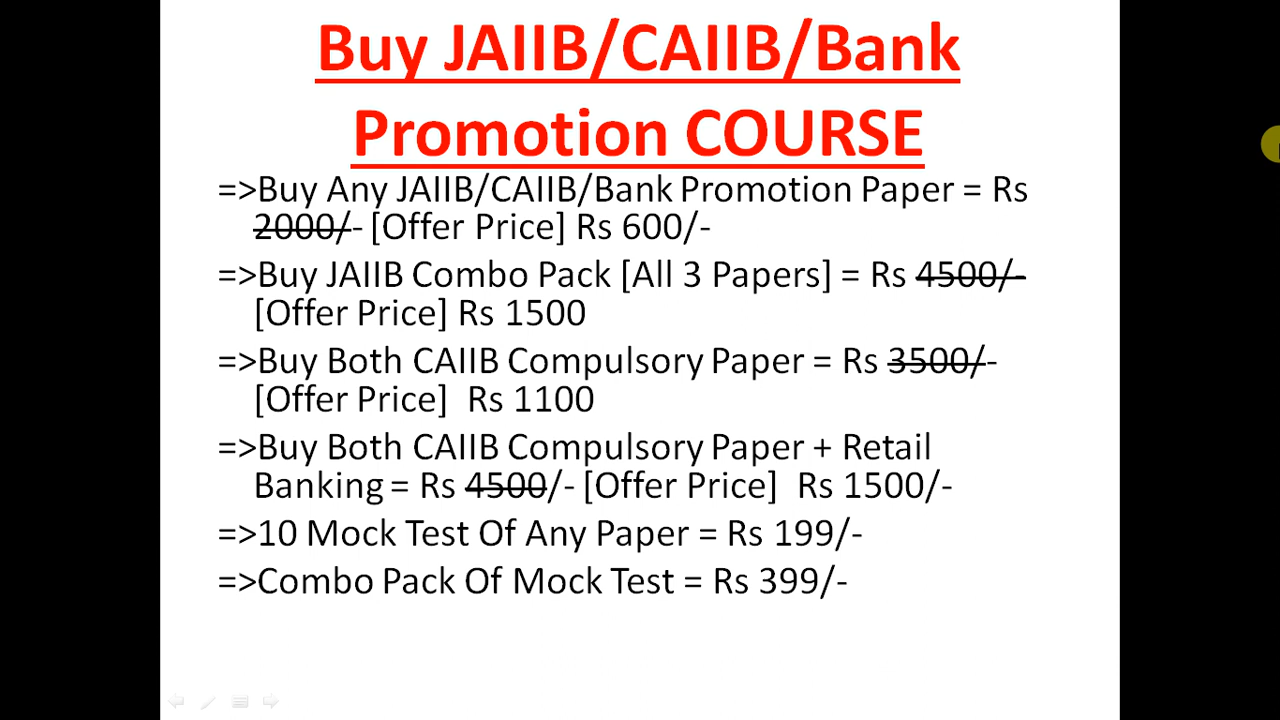 Buy JAIIB/CAIIB/Bank
Promotion COURSE
=>Buy Any JAIIB/CAIIB/Bank Promotion Paper = Rs
2000/- [Offer Price] Rs 600/-
=>Buy JAIIB Combo Pack [All 3 Papers] = Rs 4500/-
[Offer Price] Rs 1500
=>Buy Both CAIIB Compulsory Paper = Rs 3500/-
[Offer Price]  Rs 1100
=>Buy Both CAIIB Compulsory Paper + Retail
Banking = Rs 4500/- [Offer Price]  Rs 1500/-
=>10 Mock Test Of Any Paper = Rs 199/-
=>Combo Pack Of Mock Test = Rs 399/-